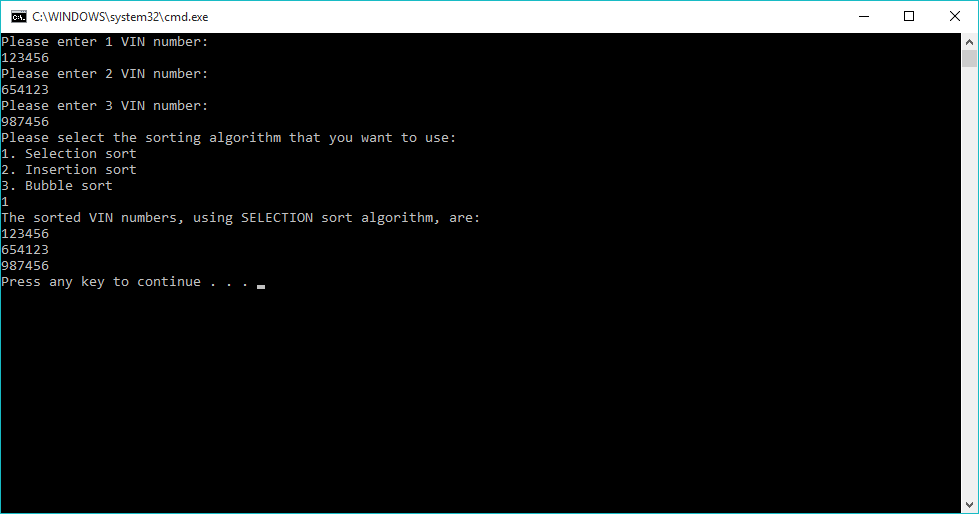 C:\WINDOWS\system32\cmd.exe
Please enter 1 VIN number:
123456
Please enter 2 VIN number:
654123
Please enter 3 VIN number:
987456
Please select the sorting algorithm that you want to use:
1. Selection sort
2. Insertion sort
3. Bubble sort
1
The sorted VIN numbers, using SELECTION sort algorithm, are:
123456
654123
987456
Press any key to continue . . .